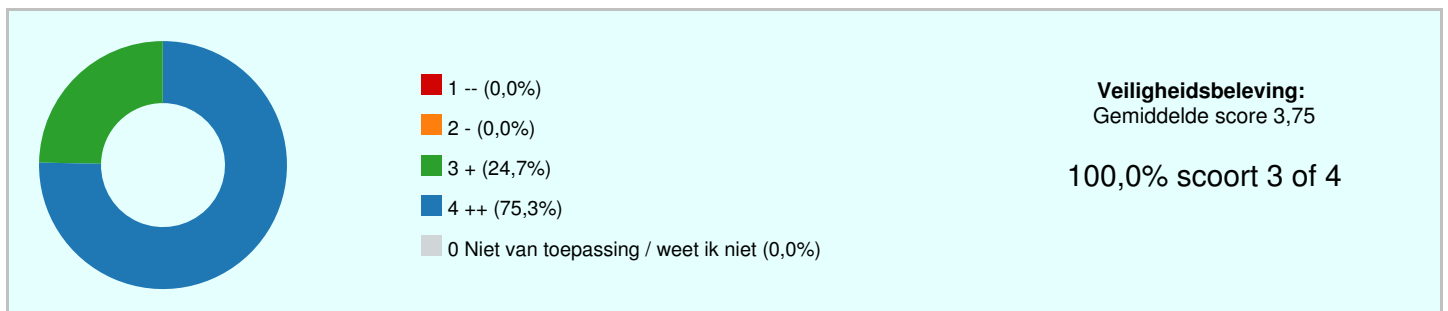 1 -- (0,0%)
2 - (0,0%)
3 + (24,7%)
4 ++ (75,3%)
0 Niet van toepassing / weet ik niet (0,0%)
Veiligheidsbeleving:
Gemiddelde score 3,75
100,0% scoort 3 of 4